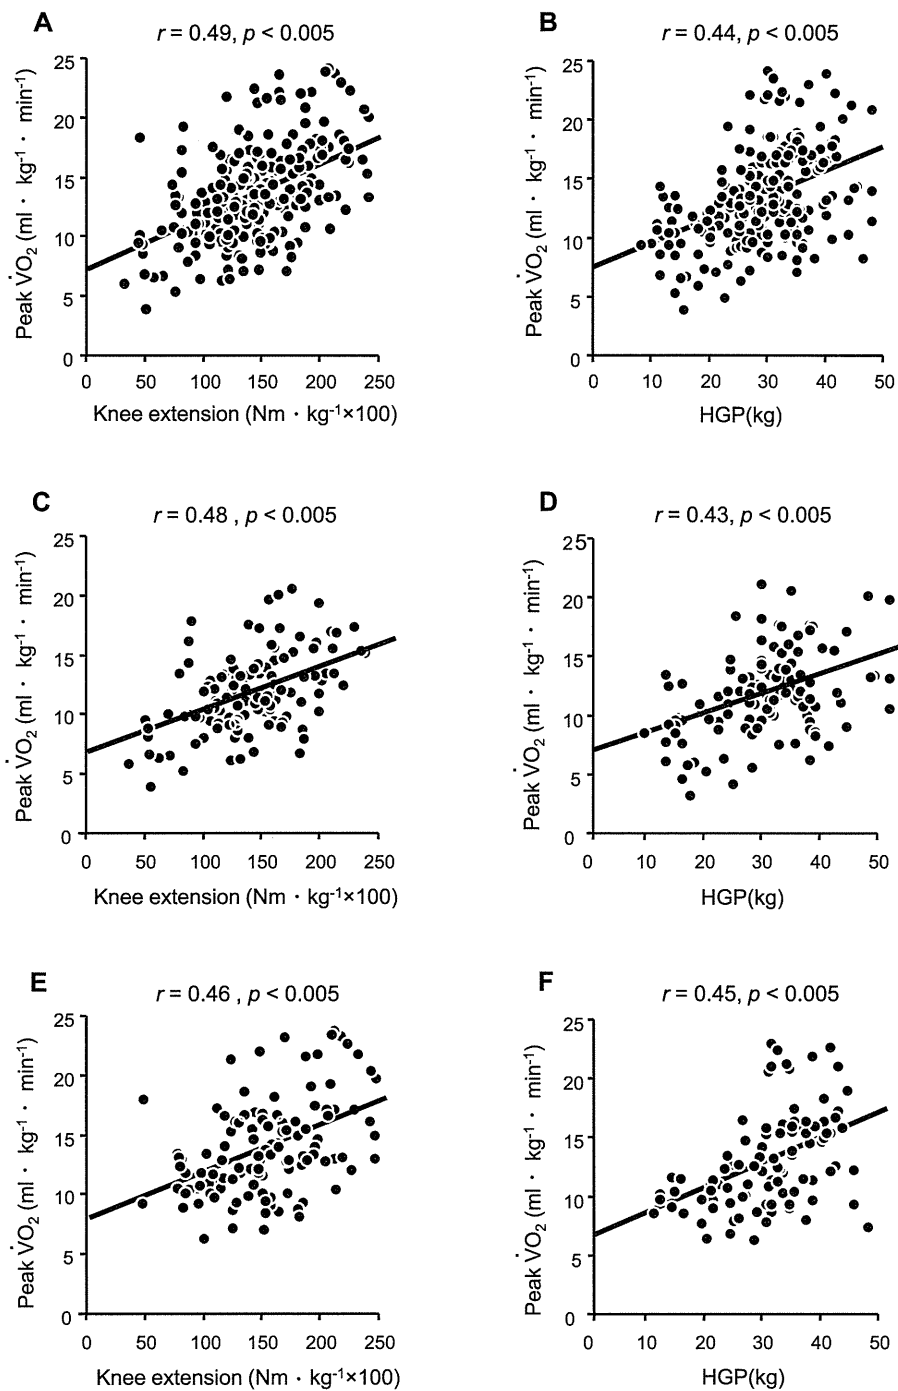 A
r = 0.49, p < 0.005
Peak V̇O2 (ml · kg-1 · min-1)
25
20
15
10
5
0
0 50 100 150 200 250
Knee extension (Nm · kg-1×100)
B
r = 0.44, p < 0.005
Peak V̇O2 (ml · kg-1 · min-1)
25
20
15
10
5
0
0 10 20 30 40 50
HGP(kg)
C
r = 0.48 , p < 0.005
Peak V̇O2 (ml · kg-1 · min-1)
25
20
15
10
5
0
0 50 100 150 200 250
Knee extension (Nm · kg-1×100)
D
r = 0.43, p < 0.005
Peak V̇O2 (ml · kg-1 · min-1)
25
20
15
10
5
0
0 10 20 30 40 50
HGP(kg)
E
r = 0.46 , p < 0.005
Peak V̇O2 (ml · kg-1 · min-1)
25
20
15
10
5
0
0 50 100 150 200 250
Knee extension (Nm · kg-1×100)
F
r = 0.45, p < 0.005
Peak V̇O2 (ml · kg-1 · min-1)
25
20
15
10
5
0
0 10 20 30 40 50
HGP(kg)